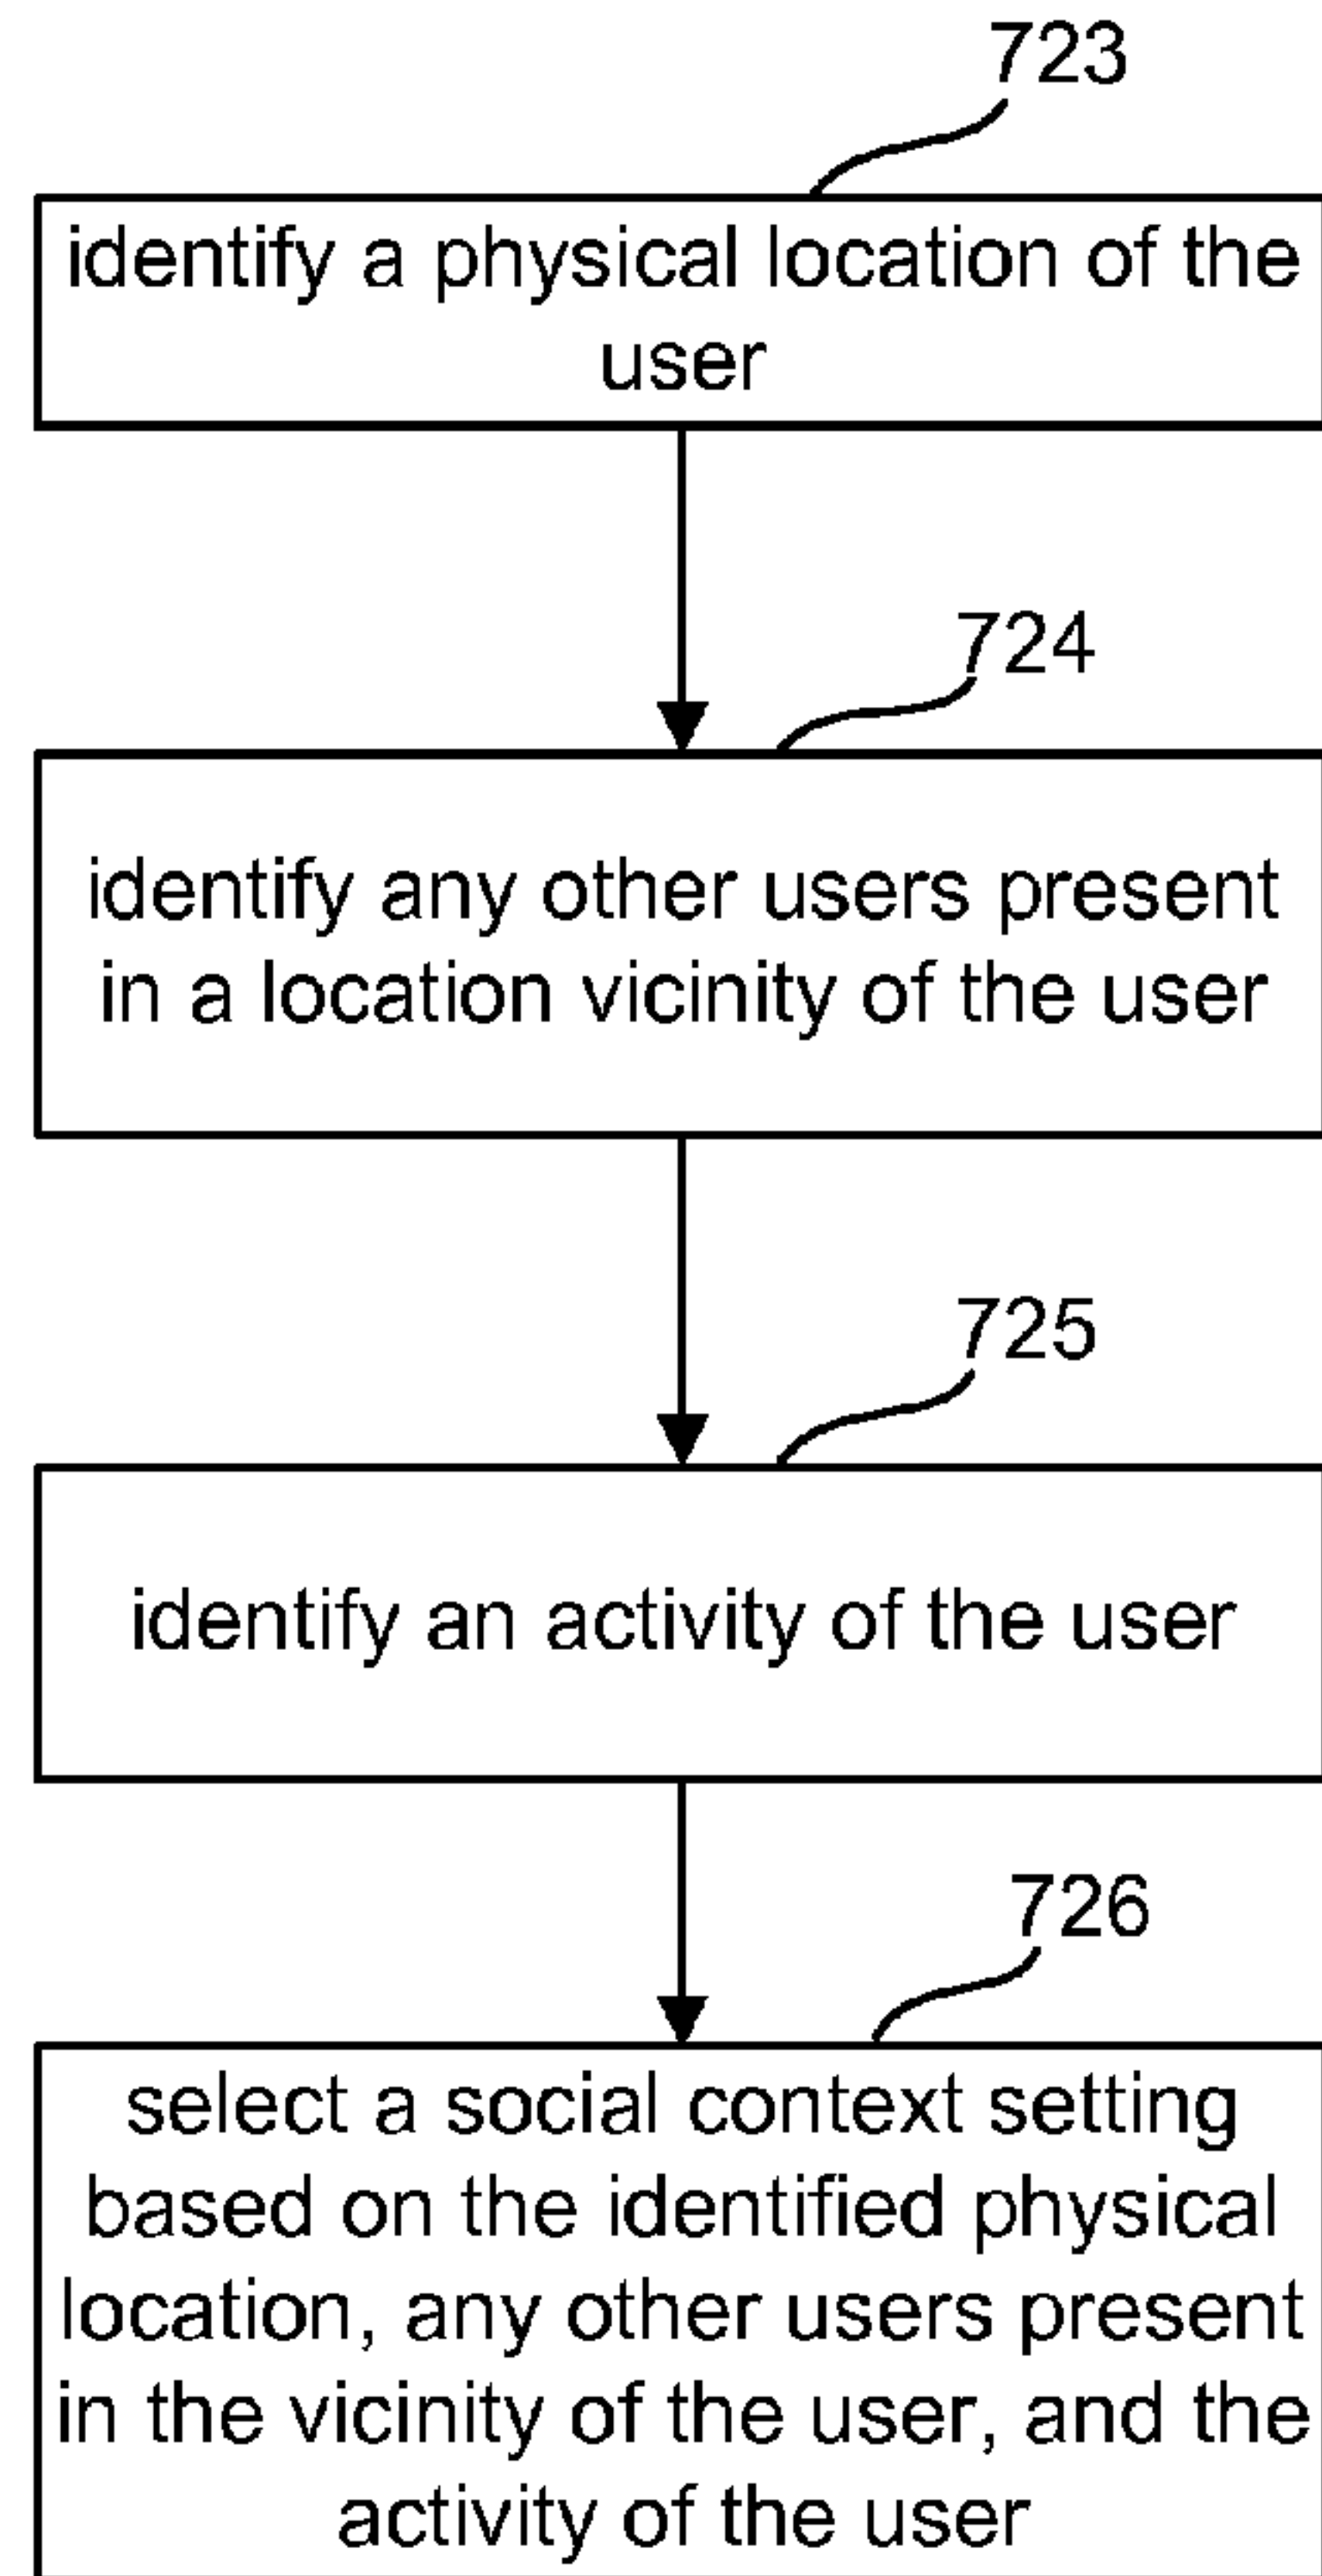 723
identify a physical location of the
user
724
identify any other users present
in a location vicinity of the user
725
identify an activity of the user
726
select a social context setting
based on the identified physical
location, any other users present
in the vicinity of the user, and the
activity of the user